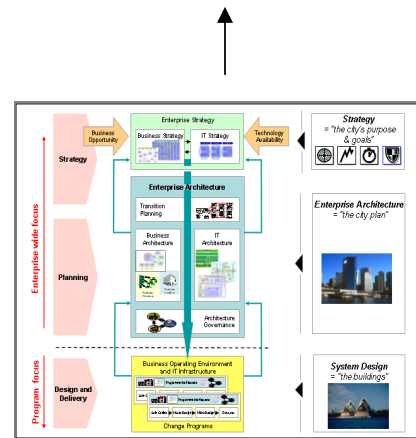 Enterprise Strategy
Business
Opportunity
Business Strategy
IT Strategy
Technology
Availability
Strategy
= "the city's purpose
& goals"
Strategy
Enterprise wide focus
Enterprise Architecture
Transition
Planning
Business
Architecture
IT
Architecture
Enterprise Architecture
= "the city plan"
Planning
Architecture
Governance
Program focus
Design and
Delivery
Business Operating Environment
and IT Infrastructure
Change Programs
System Design
= "the buildings"